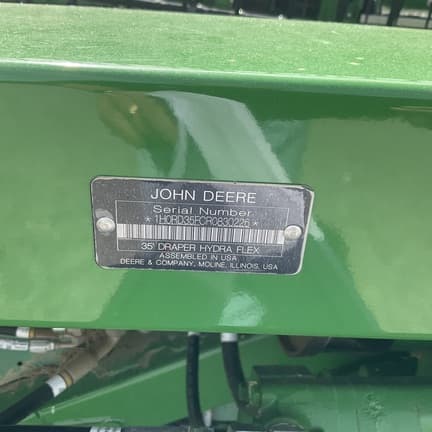 JOHN DEERE
Serial Number
*1H0RD35FCR0830226*
35' DRAPER HYDRA FLEX
ASSEMBLED IN USA
DEERE & COMPANY, MOLINE, ILLINOIS, USA